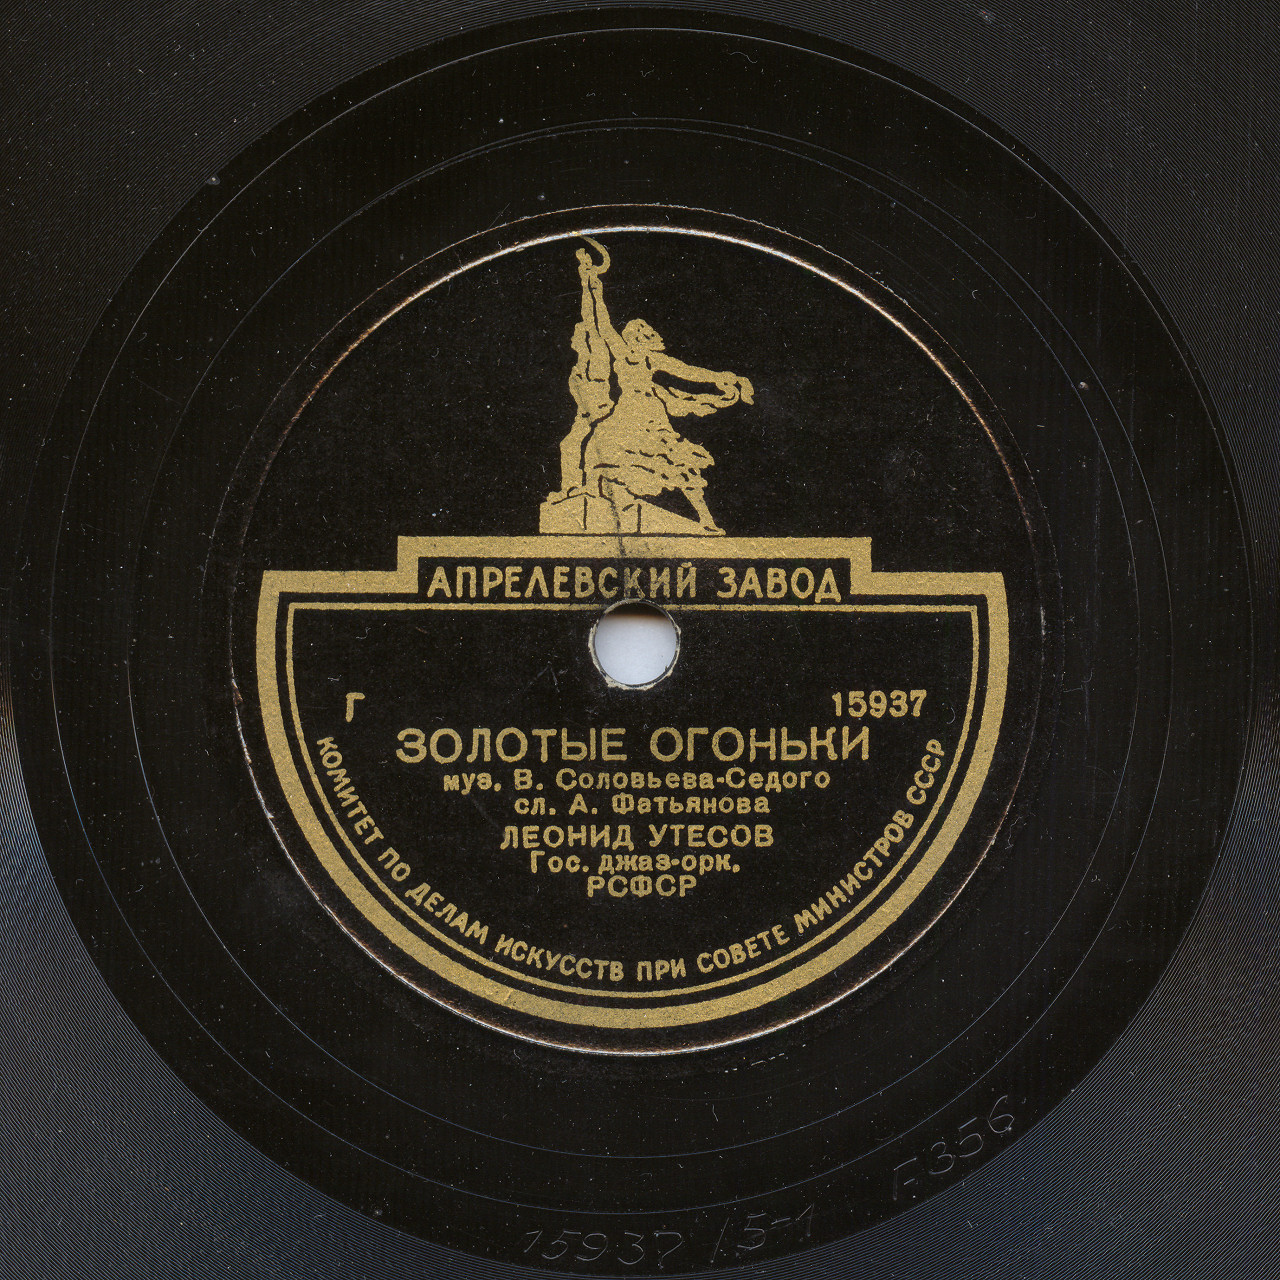 АПРЕЛЕВСКИЙ ЗАВОД
Г 15937
ЗОЛОТЫЕ ОГОНЬКИ
муз. В. Соловьева-Седого
сл. А. Фатьянова
ЛЕОНИД УТЕСОВ
Гос. джаз-орк.
РСФСР
КОМИТЕТ ПО ДЕЛАМ ИСКУССТВ ПРИ СОВЕТЕ МИНИСТРОВ СССР
F356
15937/5-1